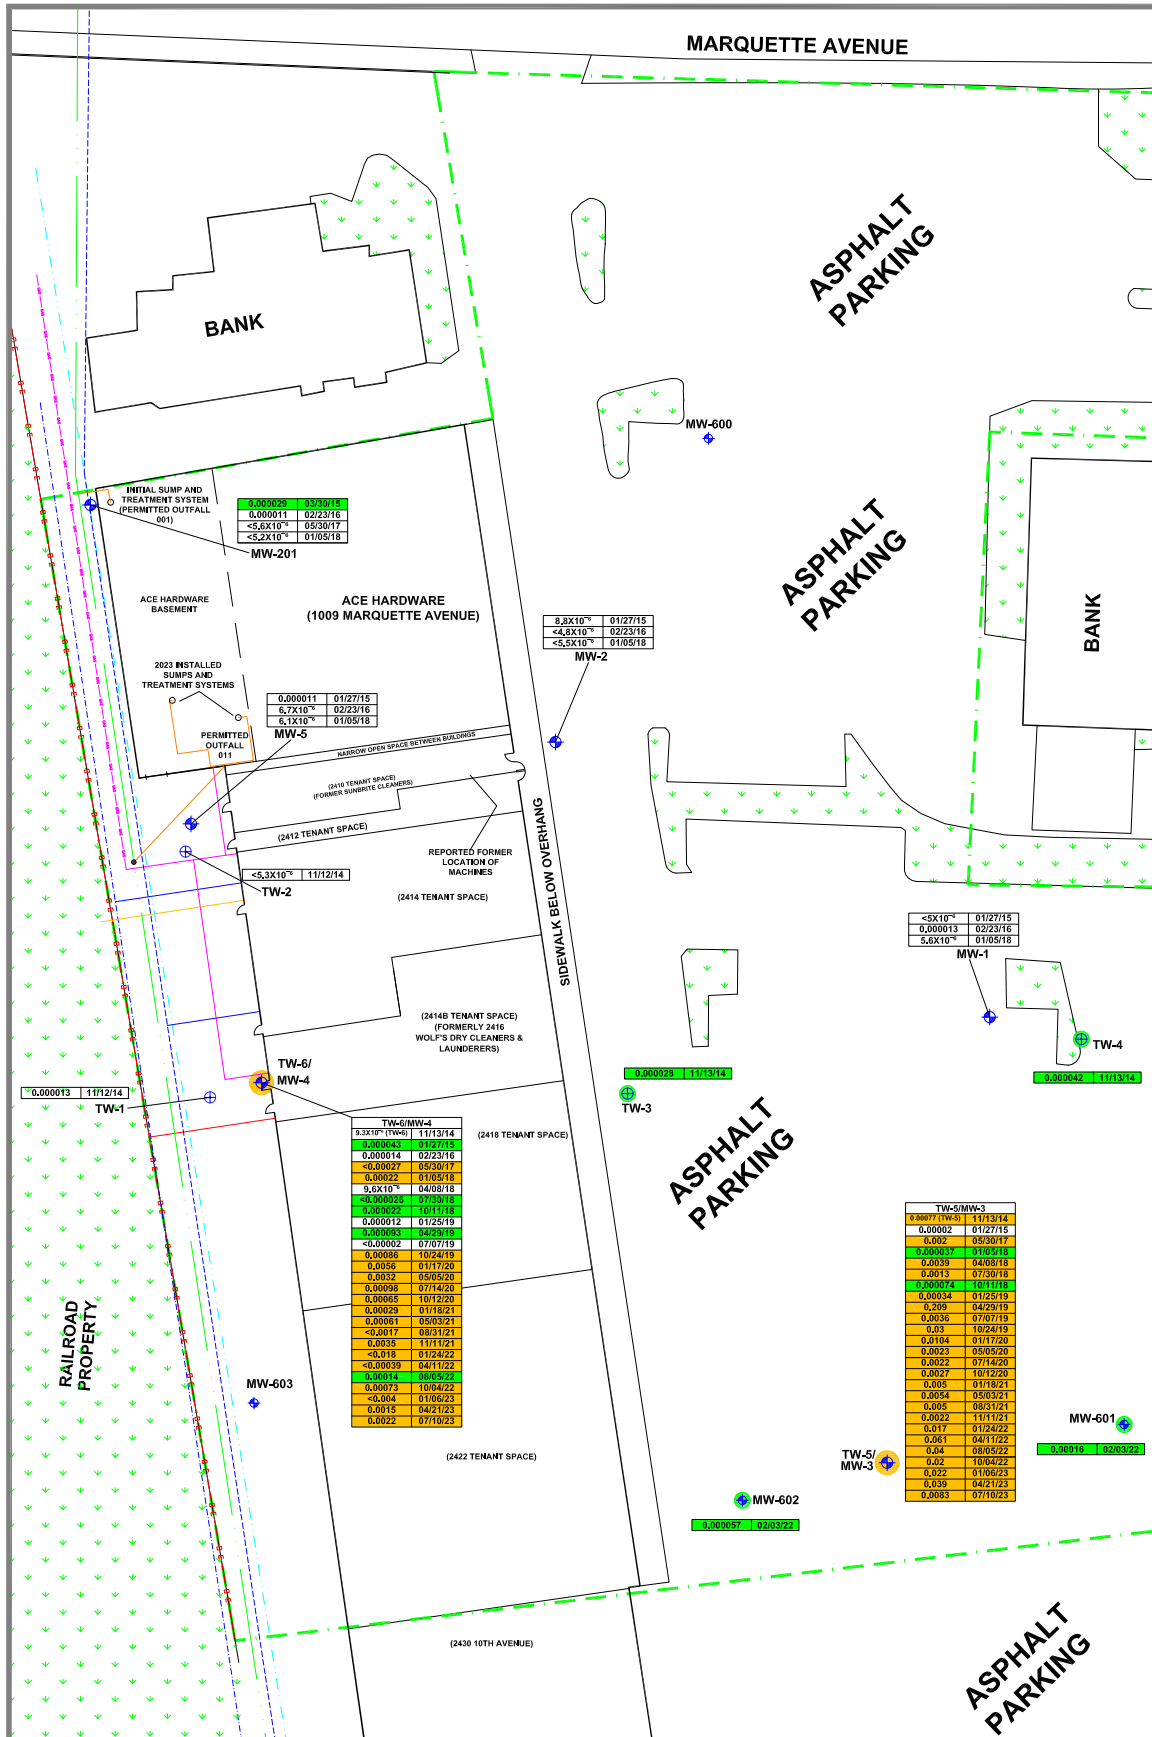 MARQUETTE AVENUE
ASPHALT
PARKING
BANK
MW-600
INITIAL SUMP AND
TREATMENT SYSTEM
(PERMITTED OUTFALL
001)
0.000029 03/30/15
0.000011 02/23/16
<5.6X10⁻⁶ 05/30/17
<5.2X10⁻⁶ 01/05/18
MW-201
ASPHALT
PARKING
ACE HARDWARE
BASEMENT
ACE HARDWARE
(1009 MARQUETTE AVENUE)
BANK
8.8X10⁻⁶ 01/27/15
<4.8X10⁻⁶ 02/23/16
<5.5X10⁻⁶ 01/05/18
MW-2
2023 INSTALLED
SUMPS AND
TREATMENT SYSTEMS
0.000011 01/27/15
6.7X10⁻⁶ 02/23/16
6.1X10⁻⁶ 01/05/18
MW-5
PERMITTED
OUTFALL
011
NARROW OPEN SPACE BETWEEN BUILDINGS
(2410 TENANT SPACE)
(FORMER SUNBRITE CLEANERS)
(2412 TENANT SPACE)
REPORTED FORMER
LOCATION OF
MACHINES
SIDEWALK BELOW OVERHANG
<5.3X10⁻⁶ 11/12/14
TW-2
(2414 TENANT SPACE)
<5X10⁻⁶ 01/27/15
0.000013 02/23/16
5.6X10⁻⁶ 01/05/18
MW-1
(2414B TENANT SPACE)
(FORMERLY 2416
WOLF'S DRY CLEANERS &
LAUNDERERS)
TW-4
0.000042 11/13/14
TW-6/
MW-4
0.000028 11/13/14
TW-3
0.000013 11/12/14
TW-1
TW-6/MW-4
9.3X10⁻⁶ (TW-6) 11/13/14
0.000043 01/27/15
0.000014 02/23/16
<0.00027 05/30/17
0.00022 01/05/18
9.6X10⁻⁶ 04/08/18
<0.000026 07/30/18
0.000022 10/11/18
0.000012 01/25/19
0.000093 04/29/19
<0.00002 07/07/19
0.00086 10/24/19
0.0056 01/17/20
0.0032 05/05/20
0.00098 07/14/20
0.00065 10/12/20
0.00029 01/18/21
0.00061 05/03/21
<0.0017 08/31/21
0.0035 11/11/21
<0.018 01/24/22
<0.00039 04/11/22
0.00014 08/05/22
0.00073 10/04/22
<0.004 01/06/23
0.0015 04/21/23
0.0022 07/10/23
(2418 TENANT SPACE)
ASPHALT
PARKING
TW-5/MW-3
0.00077 (TW-5) 11/13/14
0.00002 01/27/15
0.002 05/30/17
0.000037 01/05/18
0.0039 04/08/18
0.0013 07/30/18
0.000074 10/11/18
0.00034 01/25/19
0.209 04/29/19
0.0036 07/07/19
0.03 10/24/19
0.0104 01/17/20
0.0023 05/05/20
0.0022 07/14/20
0.0027 10/12/20
0.005 01/18/21
0.0054 05/03/21
0.005 08/31/21
0.0022 11/11/21
0.017 01/24/22
0.061 04/11/22
0.04 08/05/22
0.02 10/04/22
0.022 01/06/23
0.039 04/21/23
0.0083 07/10/23
RAILROAD
PROPERTY
MW-603
MW-601
0.00016 02/03/22
(2422 TENANT SPACE)
TW-5/
MW-3
MW-602
0.000057 02/03/22
(2430 10TH AVENUE)
ASPHALT
PARKING